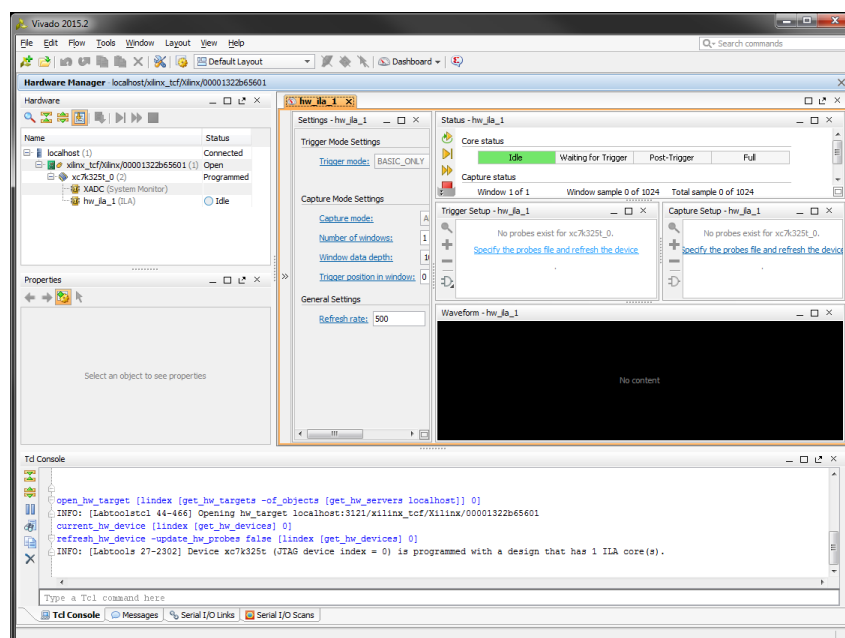 Vivado 2015.2
File Edit Flow Tools Window Layout View Help
Search commands
Default Layout
Dashboard
Hardware Manager - localhost/xilinx_tcf/Xilinx/00001322b65601
Hardware
Name Status
localhost (1) Connected
xilinx_tcf/Xilinx/00001322b65601 (1) Open
xc7k325t_0 (2) Programmed
XADC (System Monitor)
hw_ila_1 (ILA) Idle
Properties
Select an object to see properties
hw_ila_1
Settings - hw_ila_1
Trigger Mode Settings
Trigger mode: BASIC_ONLY
Capture Mode Settings
Capture mode: A
Number of windows: 1
Window data depth: 10
Trigger position in window: 0
General Settings
Refresh rate: 500
Status - hw_ila_1
Core status
Idle Waiting for Trigger Post-Trigger Full
Capture status
Window 1 of 1 Window sample 0 of 1024 Total sample 0 of 1024
Trigger Setup - hw_ila_1
No probes exist for xc7k325t_0.
Specify the probes file and refresh the device
.
Capture Setup - hw_ila_1
No probes exist for xc7k325t_0.
Specify the probes file and refresh the device
.
Waveform - hw_ila_1
No content
Tcl Console
open_hw_target [lindex [get_hw_targets -of_objects [get_hw_servers localhost]] 0]
INFO: [Labtoolstcl 44-466] Opening hw_target localhost:3121/xilinx_tcf/Xilinx/00001322b65601
current_hw_device [lindex [get_hw_devices] 0]
refresh_hw_device -update_hw_probes false [lindex [get_hw_devices] 0]
INFO: [Labtools 27-2302] Device xc7k325t (JTAG device index = 0) is programmed with a design that has 1 ILA core(s).
Type a Tcl command here
Tcl Console Messages Serial I/O Links Serial I/O Scans